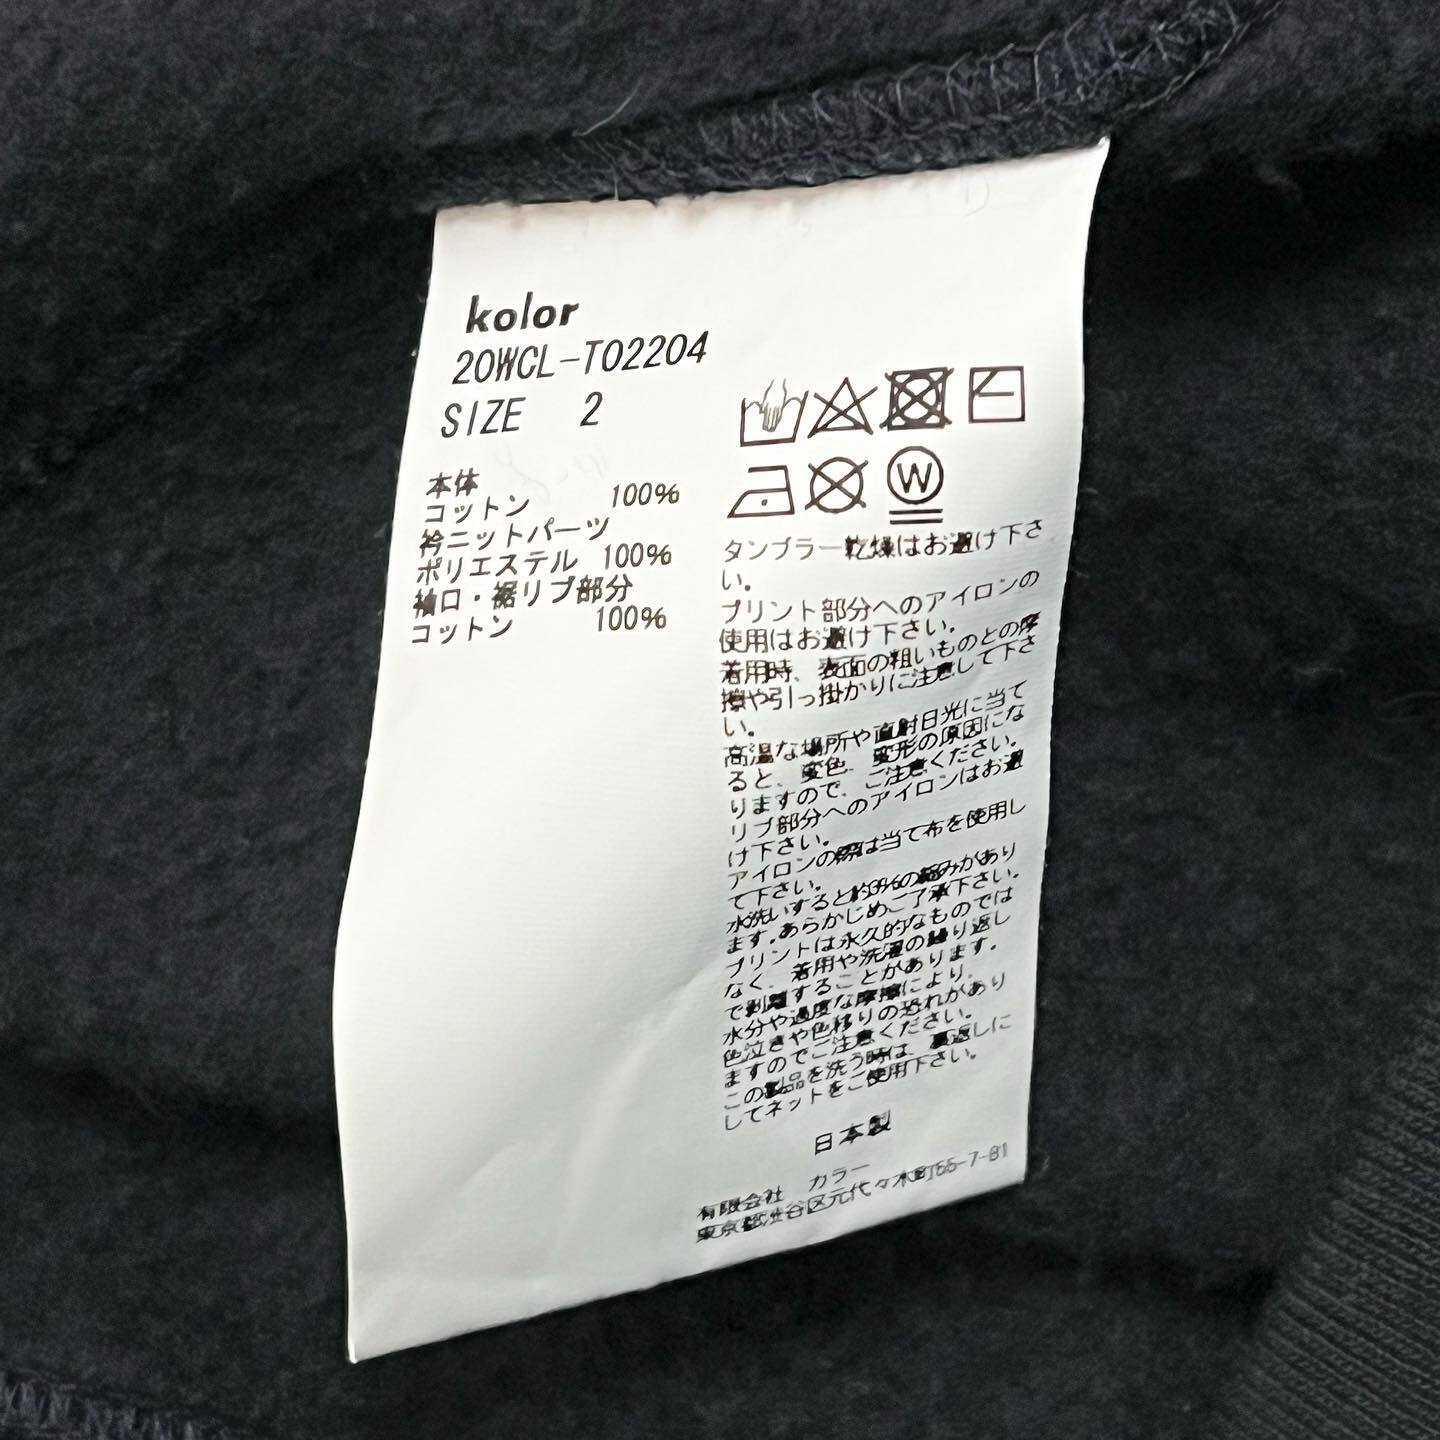 kolor
20WCL-T02204
SIZE 2
本体
コットン 100%
衿ニットパーツ
ポリエステル 100%
袖口・裾リブ部分
コットン 100%
W
タンブラー乾燥はお避け下さ
い。
プリント部分へのアイロンの
使用はお避け下さい。
着用時、表面の粗いものとの摩
擦や引っ掛かりに注意して下さ
い。
高温な場所や直射日光に当て
ると、変色、変形の原因にな
りますので、ご注意ください。
リブ部分へのアイロンはお避
け下さい。
アイロンの際は当て布を使用し
て下さい。
水洗いすると約3%の縮みがあり
ます。あらかじめご了承下さい。
プリントは永久的なものでは
なく、着用や洗濯の繰り返し
で剥離することがあります。
水分や過度な摩擦により、
色泣きや色移りの恐れがあり
ますのでご注意ください。
この製品を洗う時は、裏返しに
してネットをご使用下さい。
日本製
有限会社 カラー
東京都渋谷区元代々木町55-7-B1